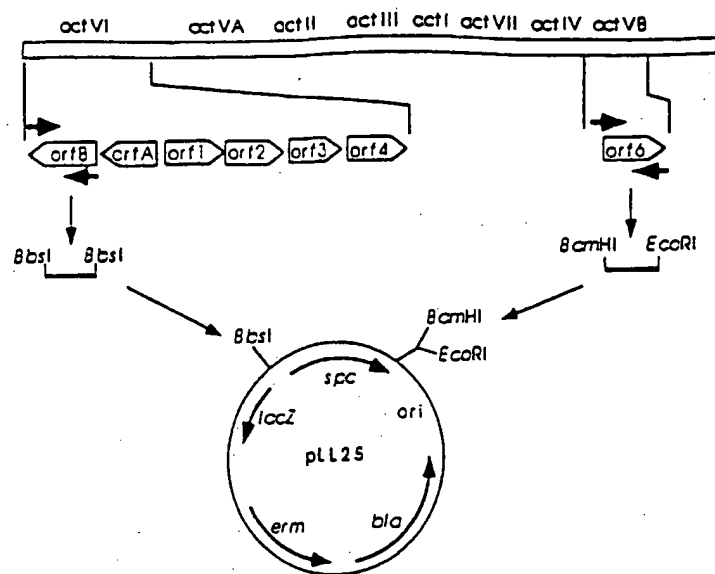 actVI actVA actII actIII actI actVII actIV actVB
orfB orfA orf1 orf2 orf3 orf4 orf6
BbsI BbsI BamHI EcoRI
BbsI BamHI
EcoRI
spc
lacZ ori
pLL25
erm bla